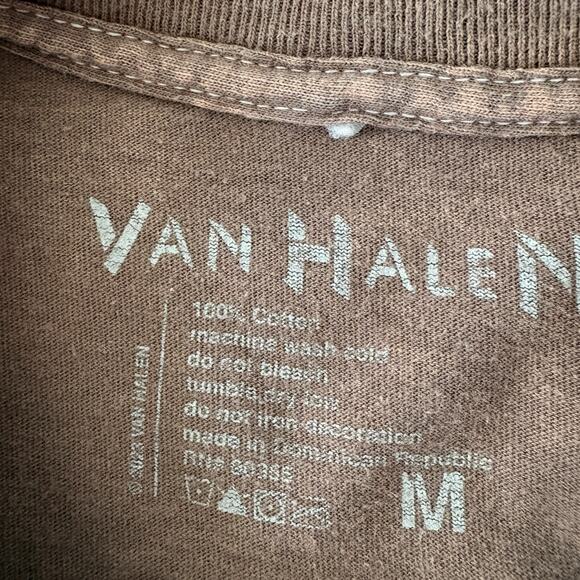 VAN HALEN
100% Cotton
machine wash cold
do not bleach
tumble dry low
do not iron decoration
made in Dominican Republic
RN#
M
VAN HALEN